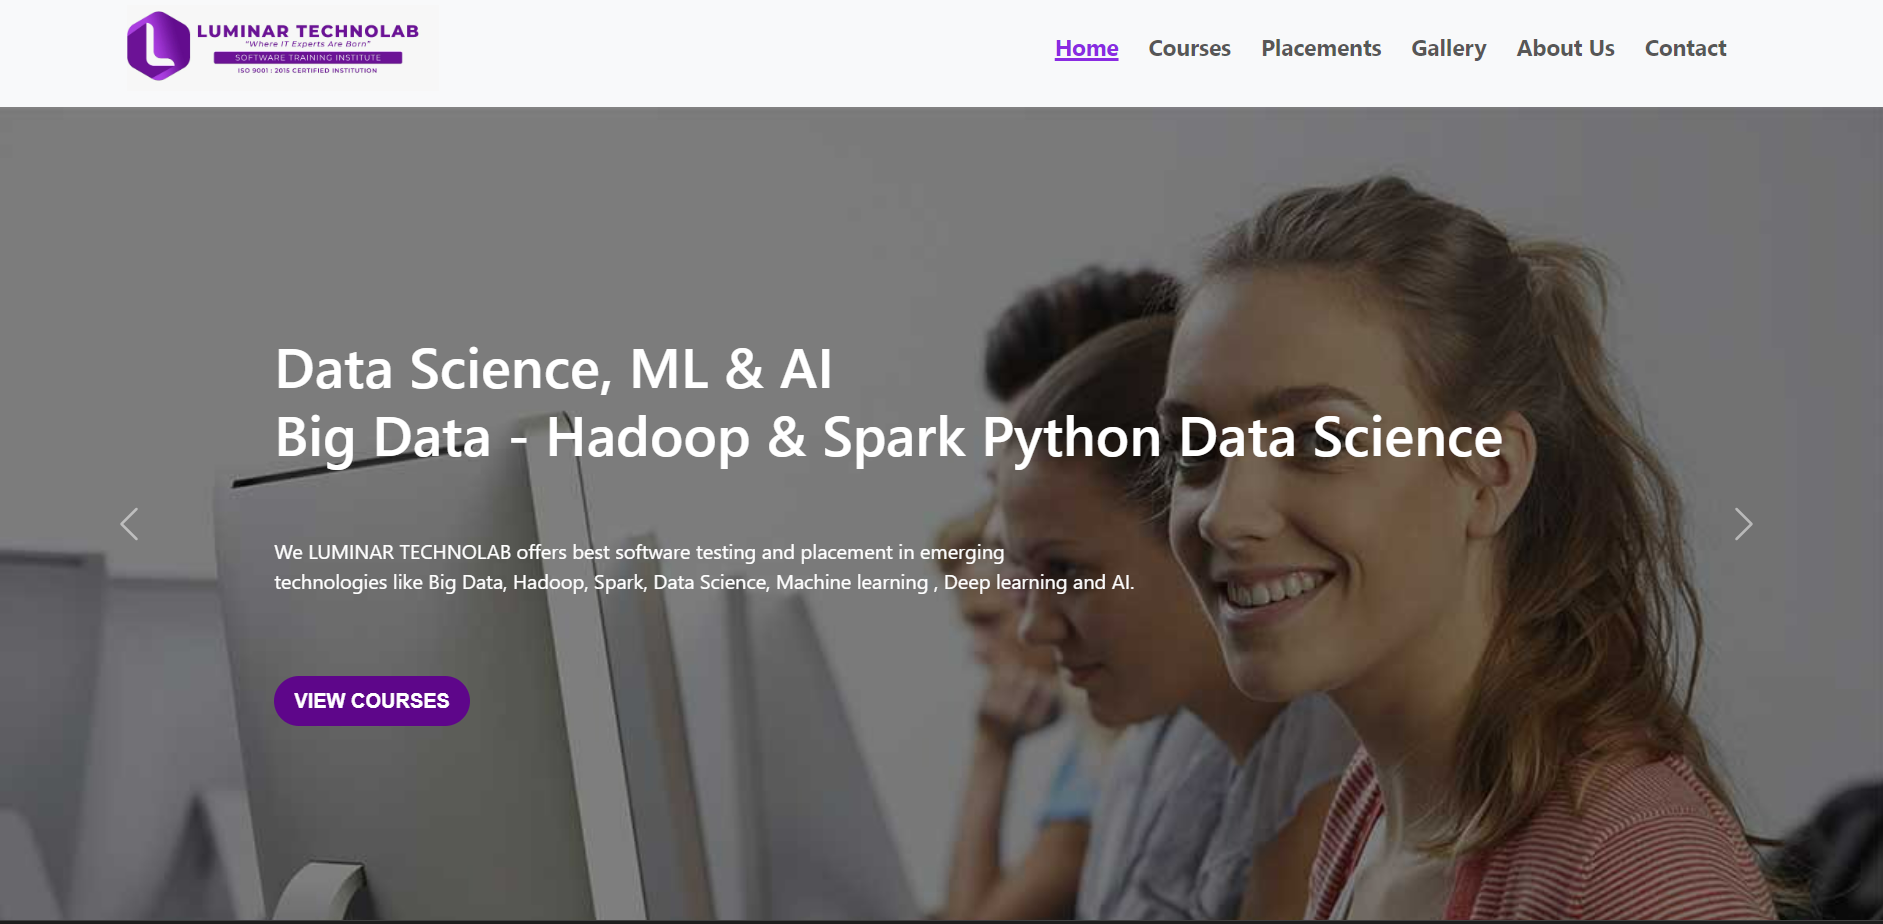 LUMINAR TECHNOLAB
"Where IT Experts Are Born"
SOFTWARE TRAINING INSTITUTE
ISO 9001 : 2015 CERTIFIED INSTITUTION
Home Courses Placements Gallery About Us Contact
Data Science, ML & AI
Big Data - Hadoop & Spark Python Data Science
We LUMINAR TECHNOLAB offers best software testing and placement in emerging
technologies like Big Data, Hadoop, Spark, Data Science, Machine learning , Deep learning and AI.
VIEW COURSES